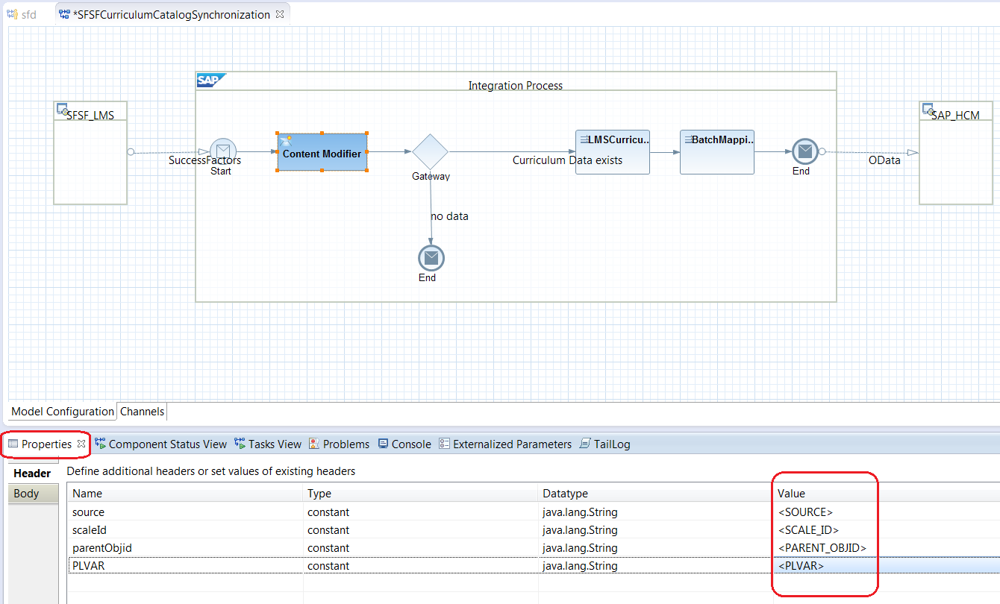 sfd
*SFSFCurriculumCatalogSynchronization
SAP
Integration Process
SFSF_LMS
SAP_HCM
SuccessFactors
Start
Content Modifier
Gateway
Curriculum Data exists
LMSCurricu..
BatchMappi..
End
OData
no data
End
Model Configuration
Channels
Properties
Component Status View
Tasks View
Problems
Console
Externalized Parameters
TailLog
Header
Body
Define additional headers or set values of existing headers
Name Type Datatype Value
source constant java.lang.String <SOURCE>
scaleId constant java.lang.String <SCALE_ID>
parentObjid constant java.lang.String <PARENT_OBJID>
PLVAR constant java.lang.String <PLVAR>